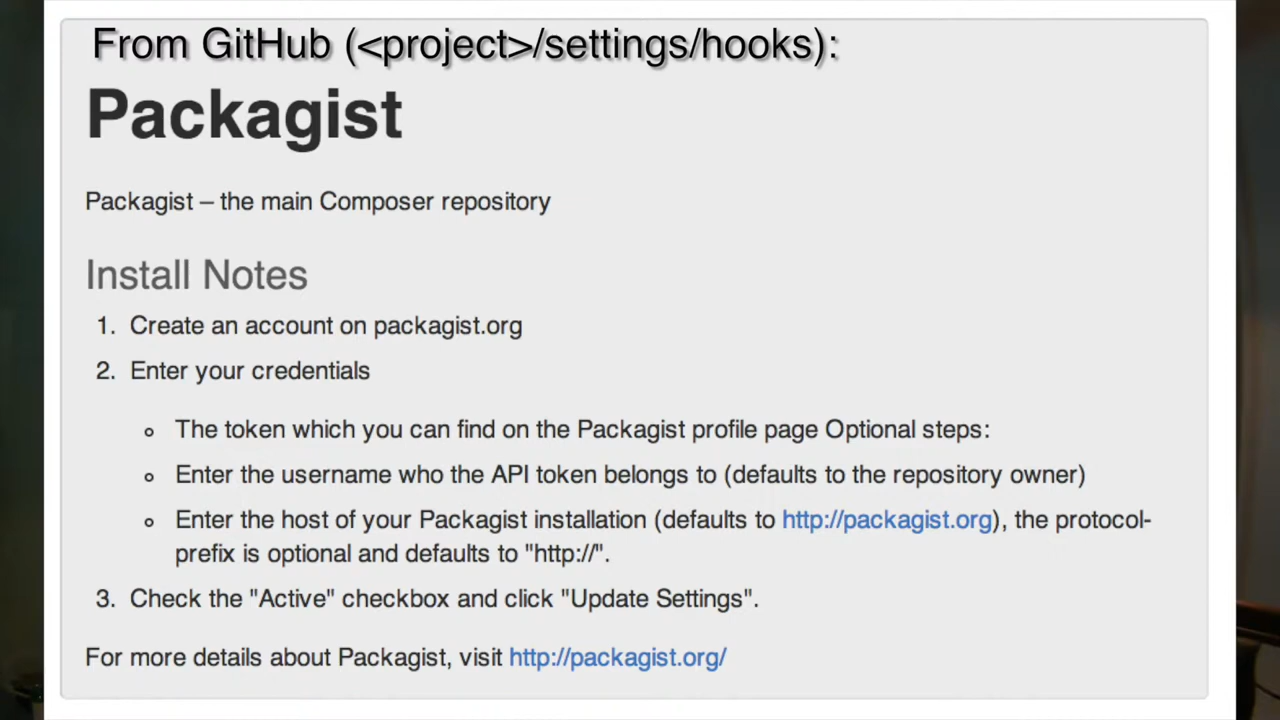 From GitHub (<project>/settings/hooks):
Packagist
Packagist – the main Composer repository
Install Notes
1. Create an account on packagist.org
2. Enter your credentials
The token which you can find on the Packagist profile page Optional steps:
Enter the username who the API token belongs to (defaults to the repository owner)
Enter the host of your Packagist installation (defaults to http://packagist.org), the protocol-
prefix is optional and defaults to "http://".
3. Check the "Active" checkbox and click "Update Settings".
For more details about Packagist, visit http://packagist.org/